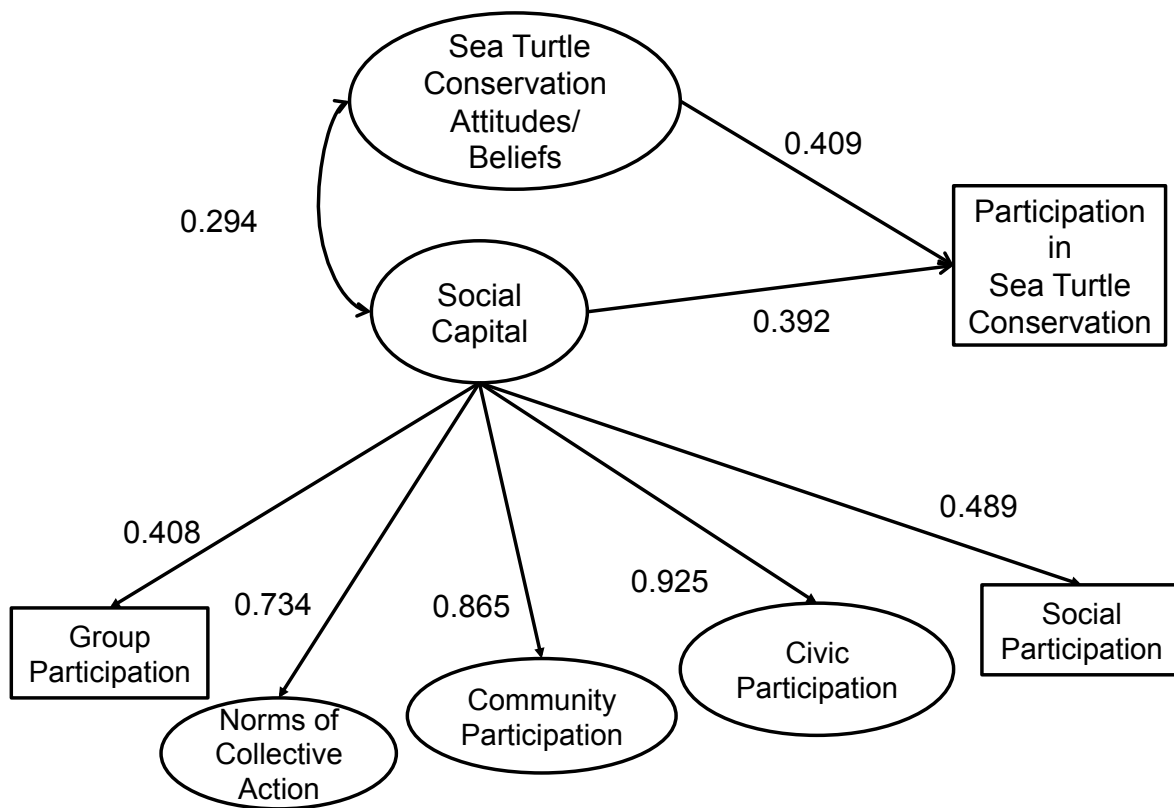 Sea Turtle
Conservation
Attitudes/
Beliefs
0.409
0.294
Participation
in
Sea Turtle
Conservation
Social
Capital
0.392
0.408
0.734
0.865
0.925
0.489
Group
Participation
Norms of
Collective
Action
Community
Participation
Civic
Participation
Social
Participation